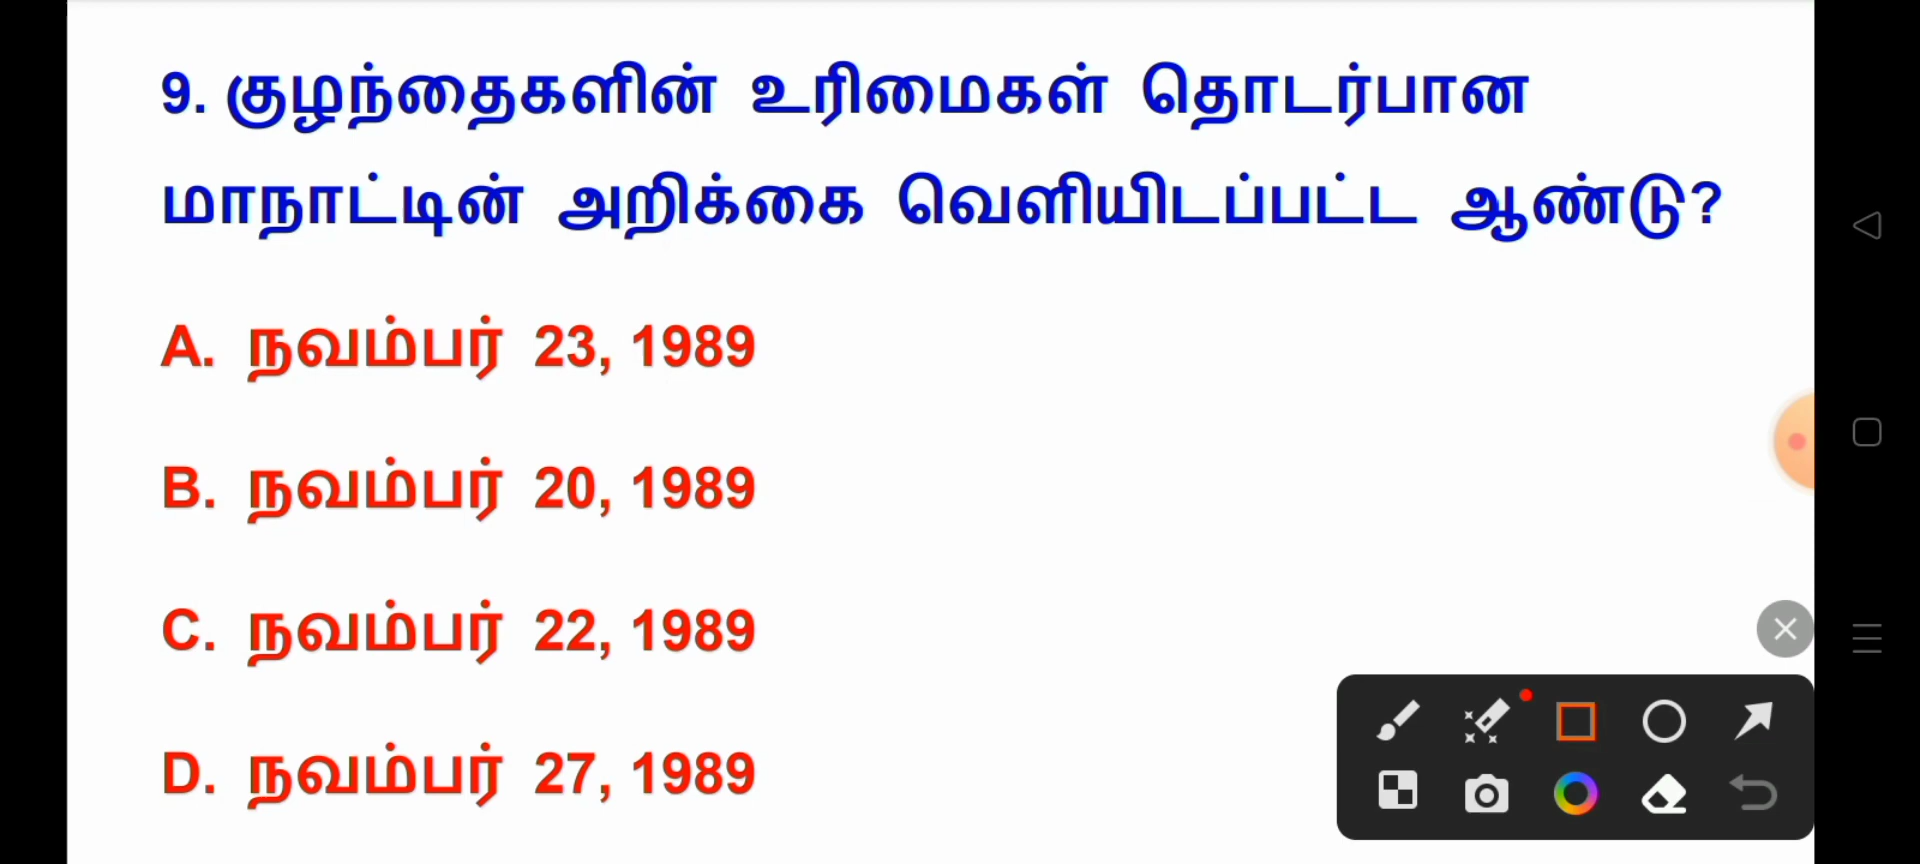 9. குழந்தைகளின் உரிமைகள் தொடர்பான
மாநாட்டின் அறிக்கை வெளியிடப்பட்ட ஆண்டு?
A. நவம்பர் 23, 1989
B. நவம்பர் 20, 1989
C. நவம்பர் 22, 1989
D. நவம்பர் 27, 1989